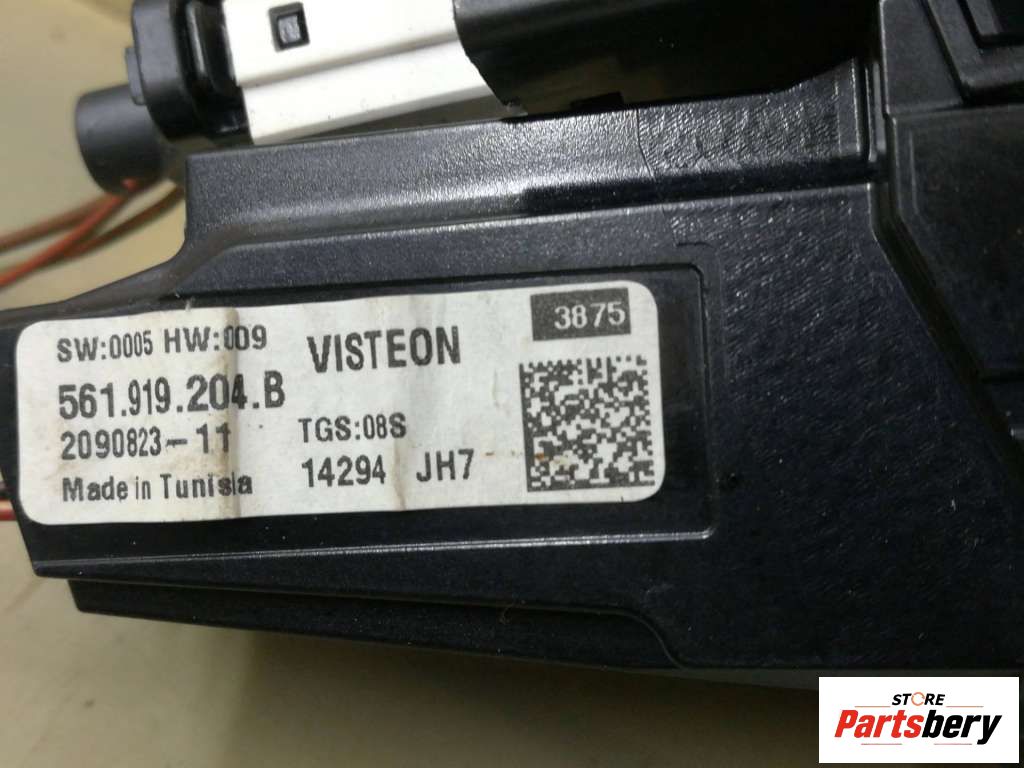 SW:0005 HW:009
VISTEON
3875
561.919.204.B
2090823-11
TGS:08S
Made in Tunisia
14294 JH7
STORE
Partsbery